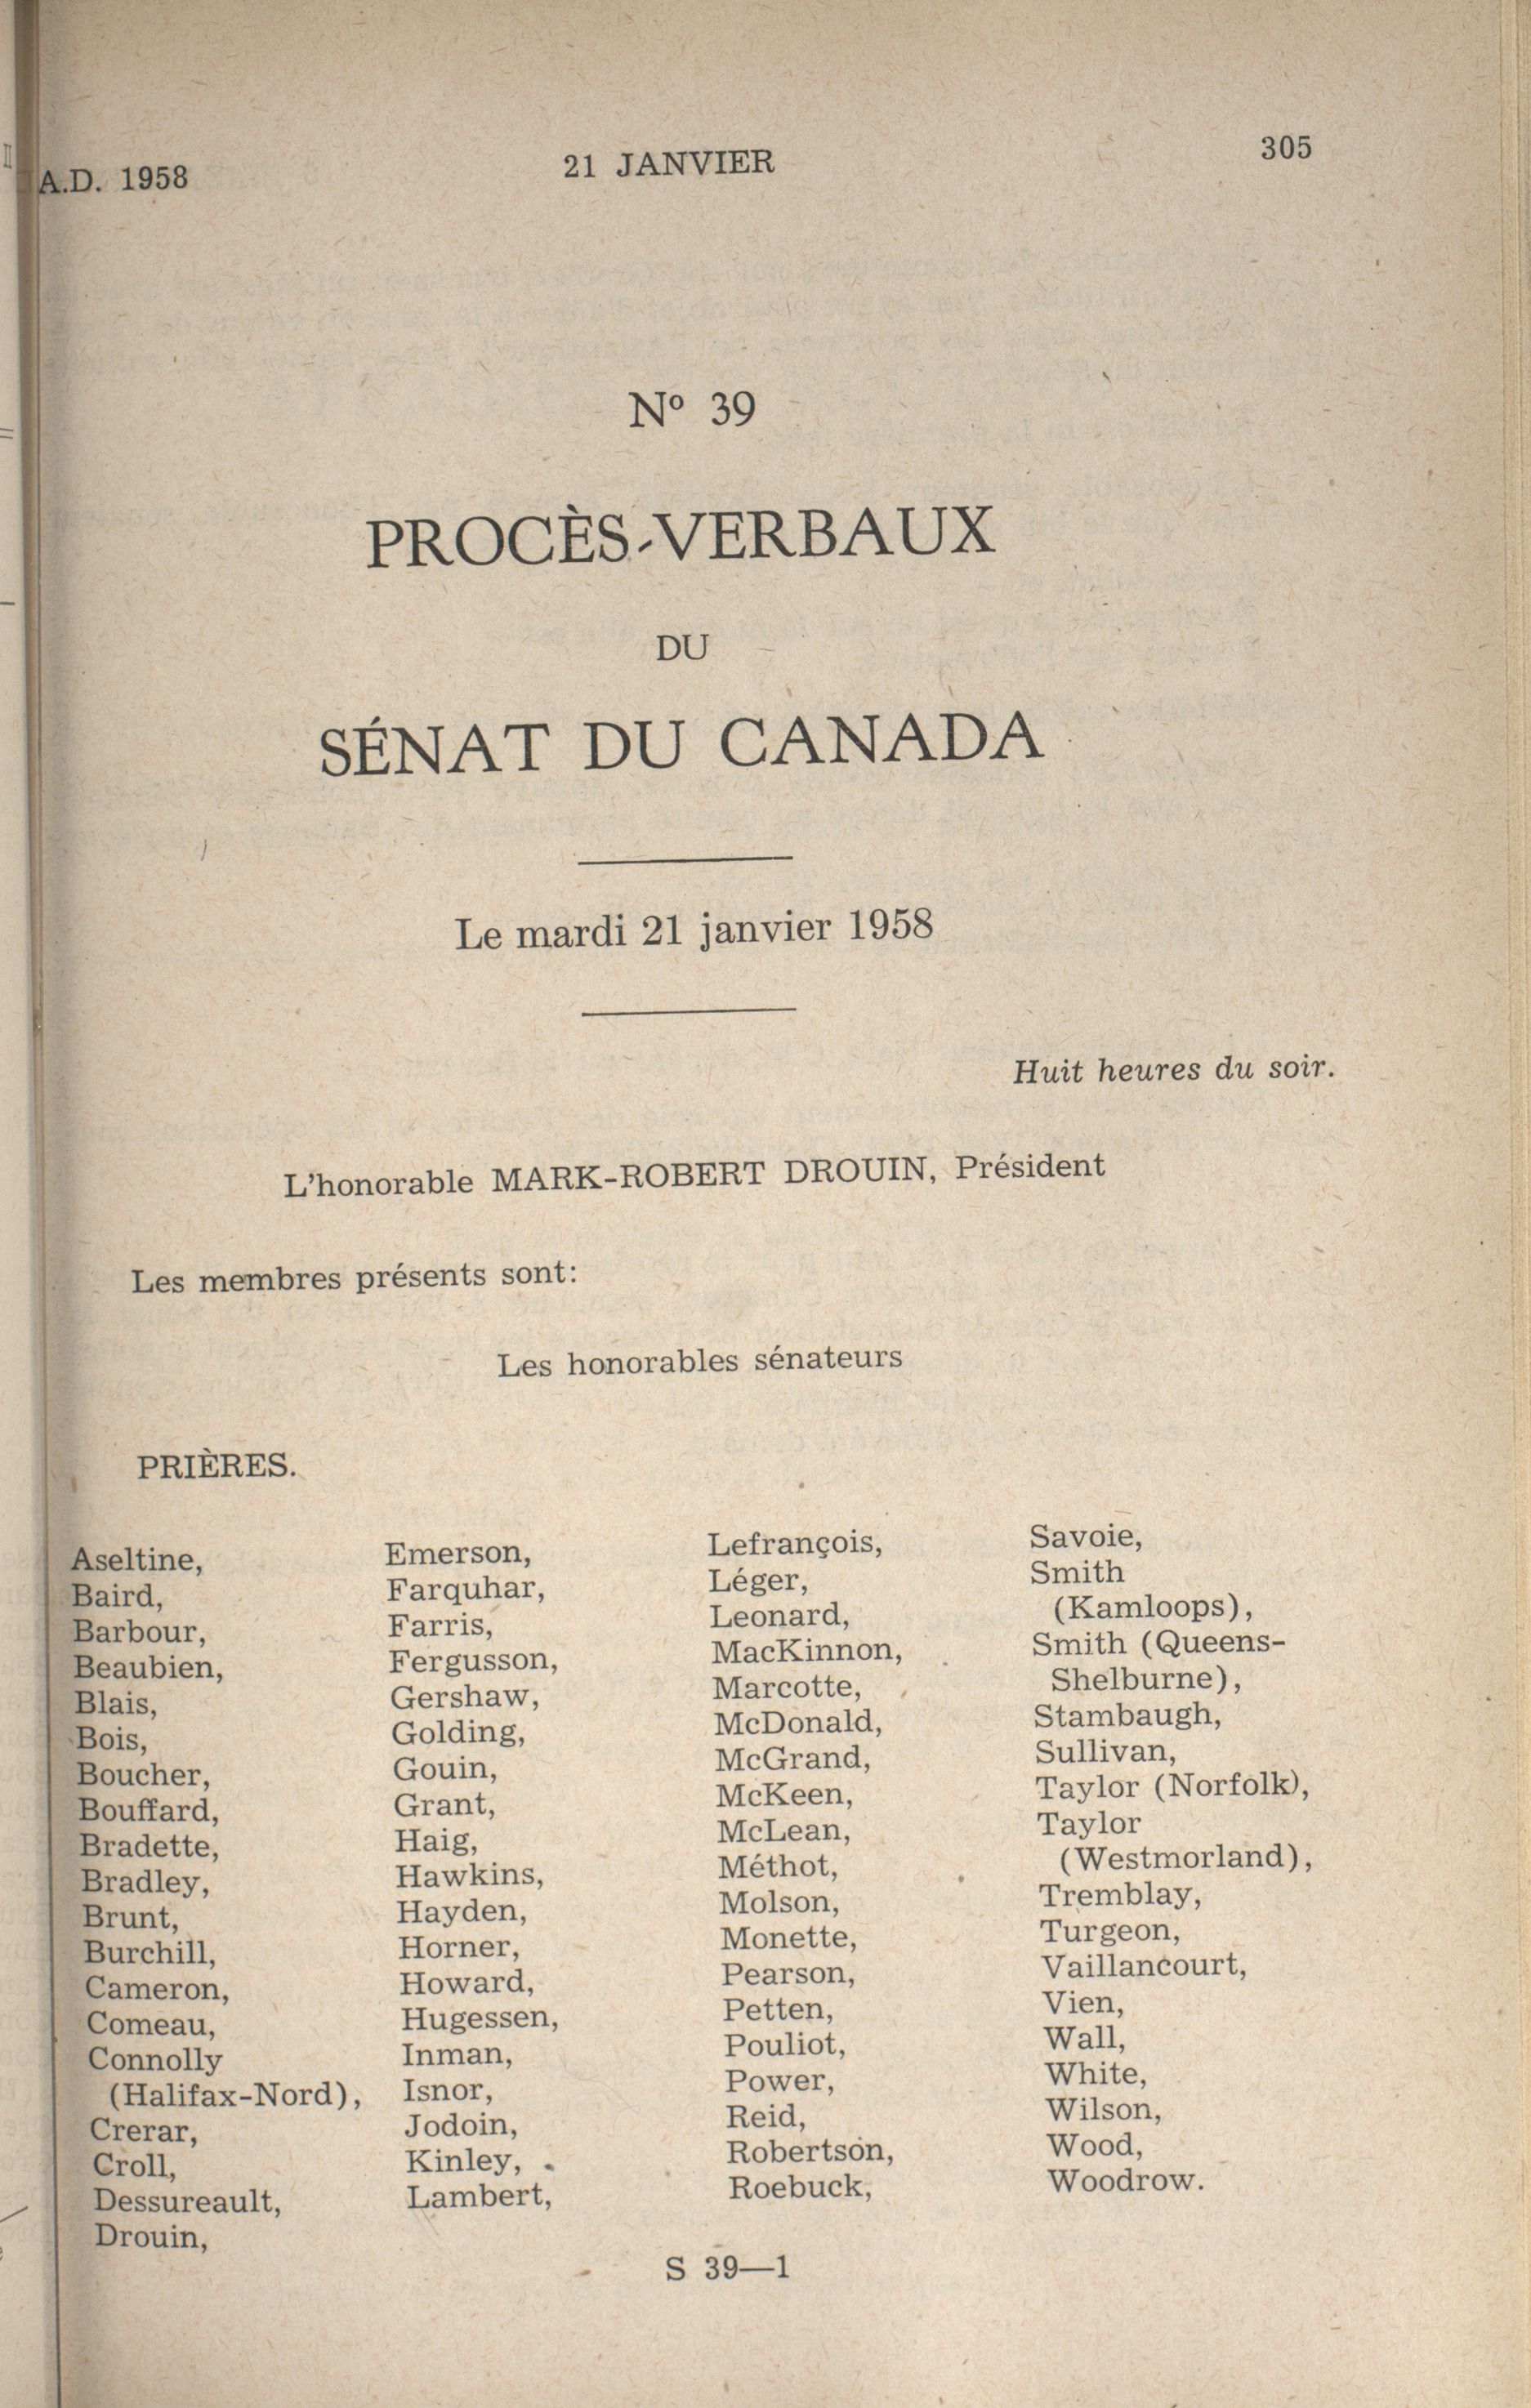 A.D. 1958 21 JANVIER 305
Nº 39
PROCÈS-VERBAUX
DU
SÉNAT DU CANADA
Le mardi 21 janvier 1958
Huit heures du soir.
L'honorable MARK-ROBERT DROUIN, Président
Les membres présents sont:
Les honorables sénateurs
PRIÈRES.
Aseltine,
Baird,
Barbour,
Beaubien,
Blais,
Bois,
Boucher,
Bouffard,
Bradette,
Bradley,
Brunt,
Burchill,
Cameron,
Comeau,
Connolly
(Halifax-Nord),
Crerar,
Croll,
Dessureault,
Drouin,
Emerson,
Farquhar,
Farris,
Fergusson,
Gershaw,
Golding,
Gouin,
Grant,
Haig,
Hawkins,
Hayden,
Horner,
Howard,
Hugessen,
Inman,
Isnor,
Jodoin,
Kinley,
Lambert,
Lefrançois,
Léger,
Leonard,
MacKinnon,
Marcotte,
McDonald,
McGrand,
McKeen,
McLean,
Méthot,
Molson,
Monette,
Pearson,
Petten,
Pouliot,
Power,
Reid,
Robertson,
Roebuck,
Savoie,
Smith
(Kamloops),
Smith (Queens-
Shelburne),
Stambaugh,
Sullivan,
Taylor (Norfolk),
Taylor
(Westmorland),
Tremblay,
Turgeon,
Vaillancourt,
Vien,
Wall,
White,
Wilson,
Wood,
Woodrow.
S 39—1